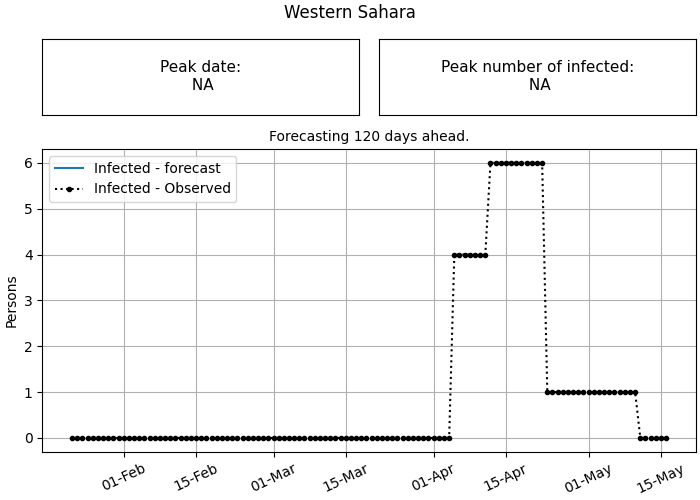 Western Sahara
Peak date:
NA
Peak number of infected:
NA
Forecasting 120 days ahead.
Infected - forecast
Infected - Observed
Persons
6
5
4
3
2
1
0
01-Feb
15-Feb
01-Mar
15-Mar
01-Apr
15-Apr
01-May
15-May